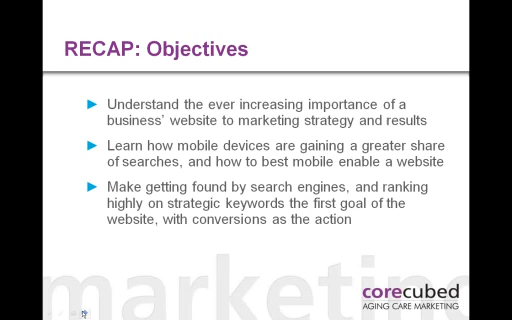 RECAP: Objectives
Understand the ever increasing importance of a
business' website to marketing strategy and results
Learn how mobile devices are gaining a greater share
of searches, and how to best mobile enable a website
Make getting found by search engines, and ranking
highly on strategic keywords the first goal of the
website, with conversions as the action
marketing
corecubed
AGING CARE MARKETING